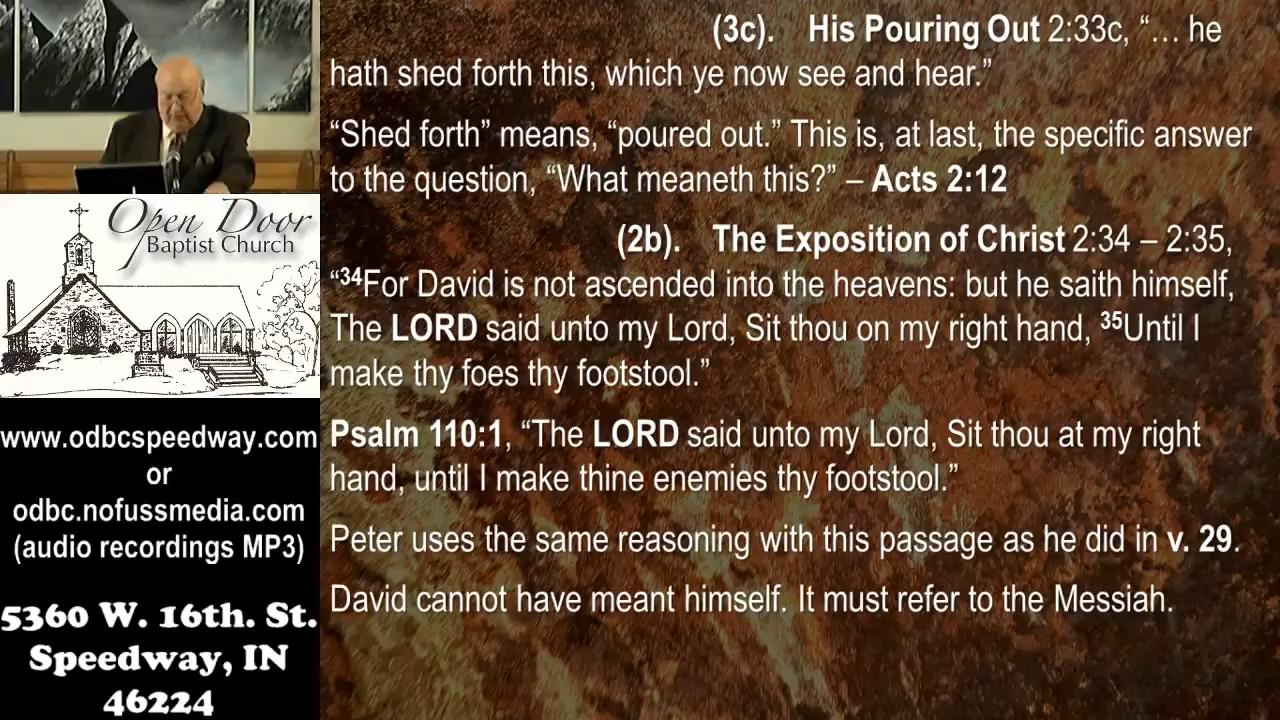 (3c). His Pouring Out 2:33c, “… he
hath shed forth this, which ye now see and hear.”
“Shed forth” means, “poured out.” This is, at last, the specific answer
to the question, “What meaneth this?” – Acts 2:12
(2b). The Exposition of Christ 2:34 – 2:35,
“34For David is not ascended into the heavens: but he saith himself,
The LORD said unto my Lord, Sit thou on my right hand, 35Until I
make thy foes thy footstool.”
Psalm 110:1, “The LORD said unto my Lord, Sit thou at my right
hand, until I make thine enemies thy footstool.”
Peter uses the same reasoning with this passage as he did in v. 29.
David cannot have meant himself. It must refer to the Messiah.
Open Door
Baptist Church
www.odbcspeedway.com
or
odbc.nofussmedia.com
(audio recordings MP3)
5360 W. 16th. St.
Speedway, IN
46224